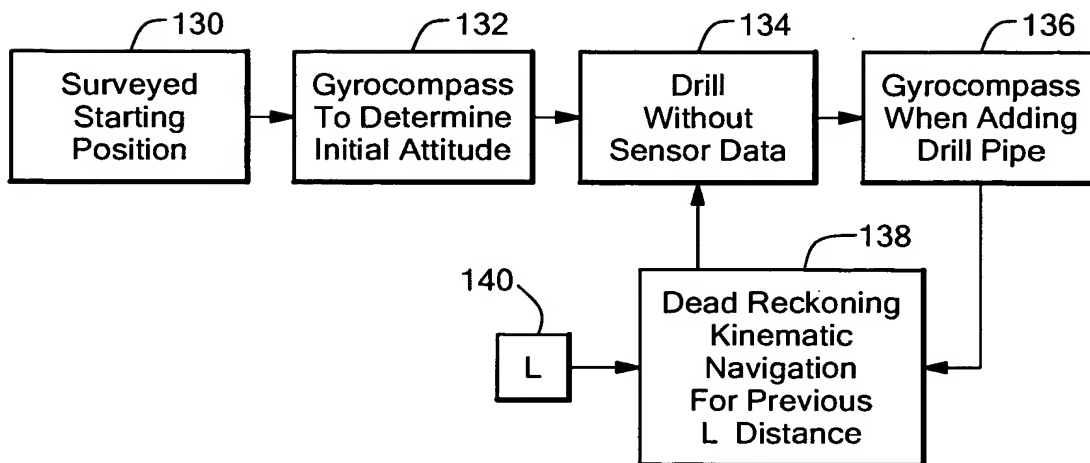 130
Surveyed
Starting
Position
132
Gyrocompass
To Determine
Initial Attitude
134
Drill
Without
Sensor Data
136
Gyrocompass
When Adding
Drill Pipe
138
Dead Reckoning
Kinematic
Navigation
For Previous
L Distance
140
L